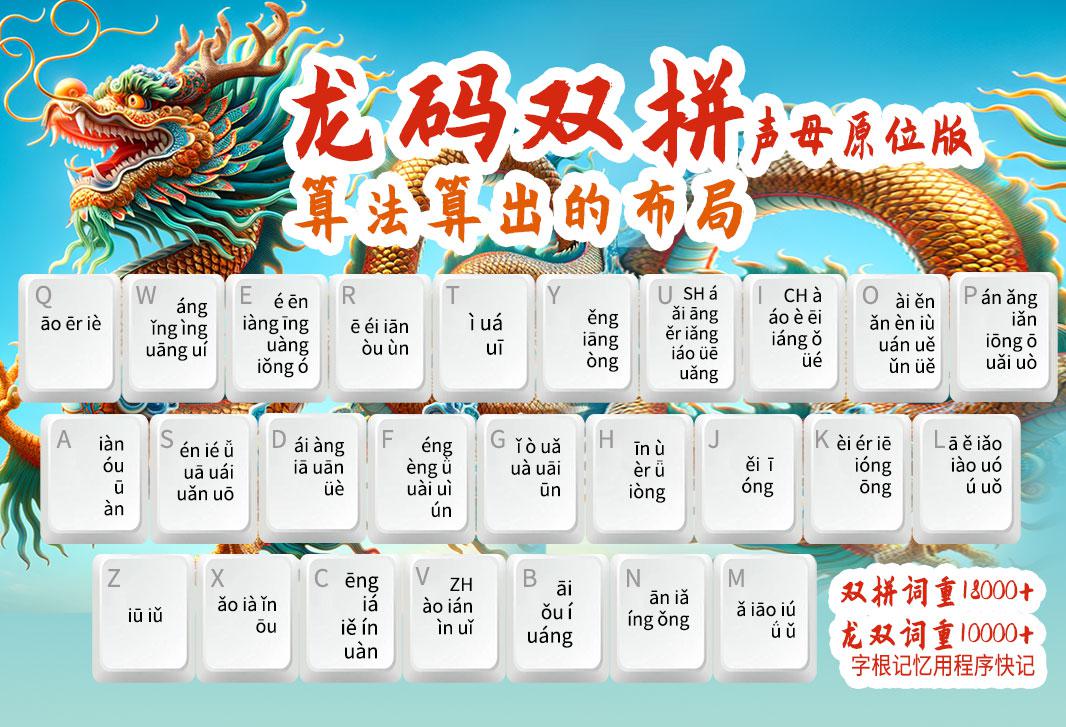 龙码双拼声母原位版
算法算出的布局
Q
āo ēr iè
W
áng
ǐng ìng
uāng uí
E
é ēn
iàng īng
uàng
iǒng ó
R
ē éi iān
òu ùn
T
ì uá
uī
Y
ěng
iāng
òng
U
SH á
ǎi āng
ěr iǎng
iáo üē
uǎng
I
CH à
áo è ēi
iáng ǒ
üé
O
ài ěn
ǎn èn iù
uán uě
ǔn üě
P
án ǎng
iǎn
iōng ō
uǎi uò
A
iàn
óu
ū
àn
S
én ié ǚ
uā uái
uǎn uō
D
ái àng
iā uān
üè
F
éng
èng ǜ
uài uì
ún
G
ǐ ò uǎ
uà uāi
ūn
H
īn ù
èr ǖ
iòng
J
ěi ī
óng
K
èi ér iē
ióng
ōng
L
ā ě iǎo
iào uó
ú uǒ
Z
iū iǔ
X
ǎo ià ǐn
ōu
C
ēng
iá
iě ín
uàn
V
ZH
ào ián
ìn uǐ
B
āi
ǒu í
uáng
N
ān iǎ
íng ǒng
M
ǎ iāo iú
ǘ ǔ
双拼词重18000+
龙双词重10000+
字根记忆用程序快记